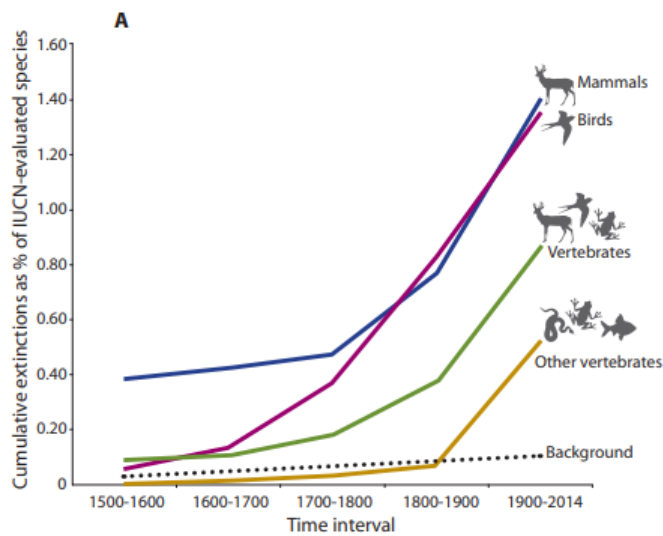 A
Cumulative extinctions as % of IUCN-evaluated species
1.60
1.40
1.20
1.00
0.80
0.60
0.40
0.20
0
Mammals
Birds
Vertebrates
Other vertebrates
Background
1500-1600
1600-1700
1700-1800
1800-1900
1900-2014
Time interval